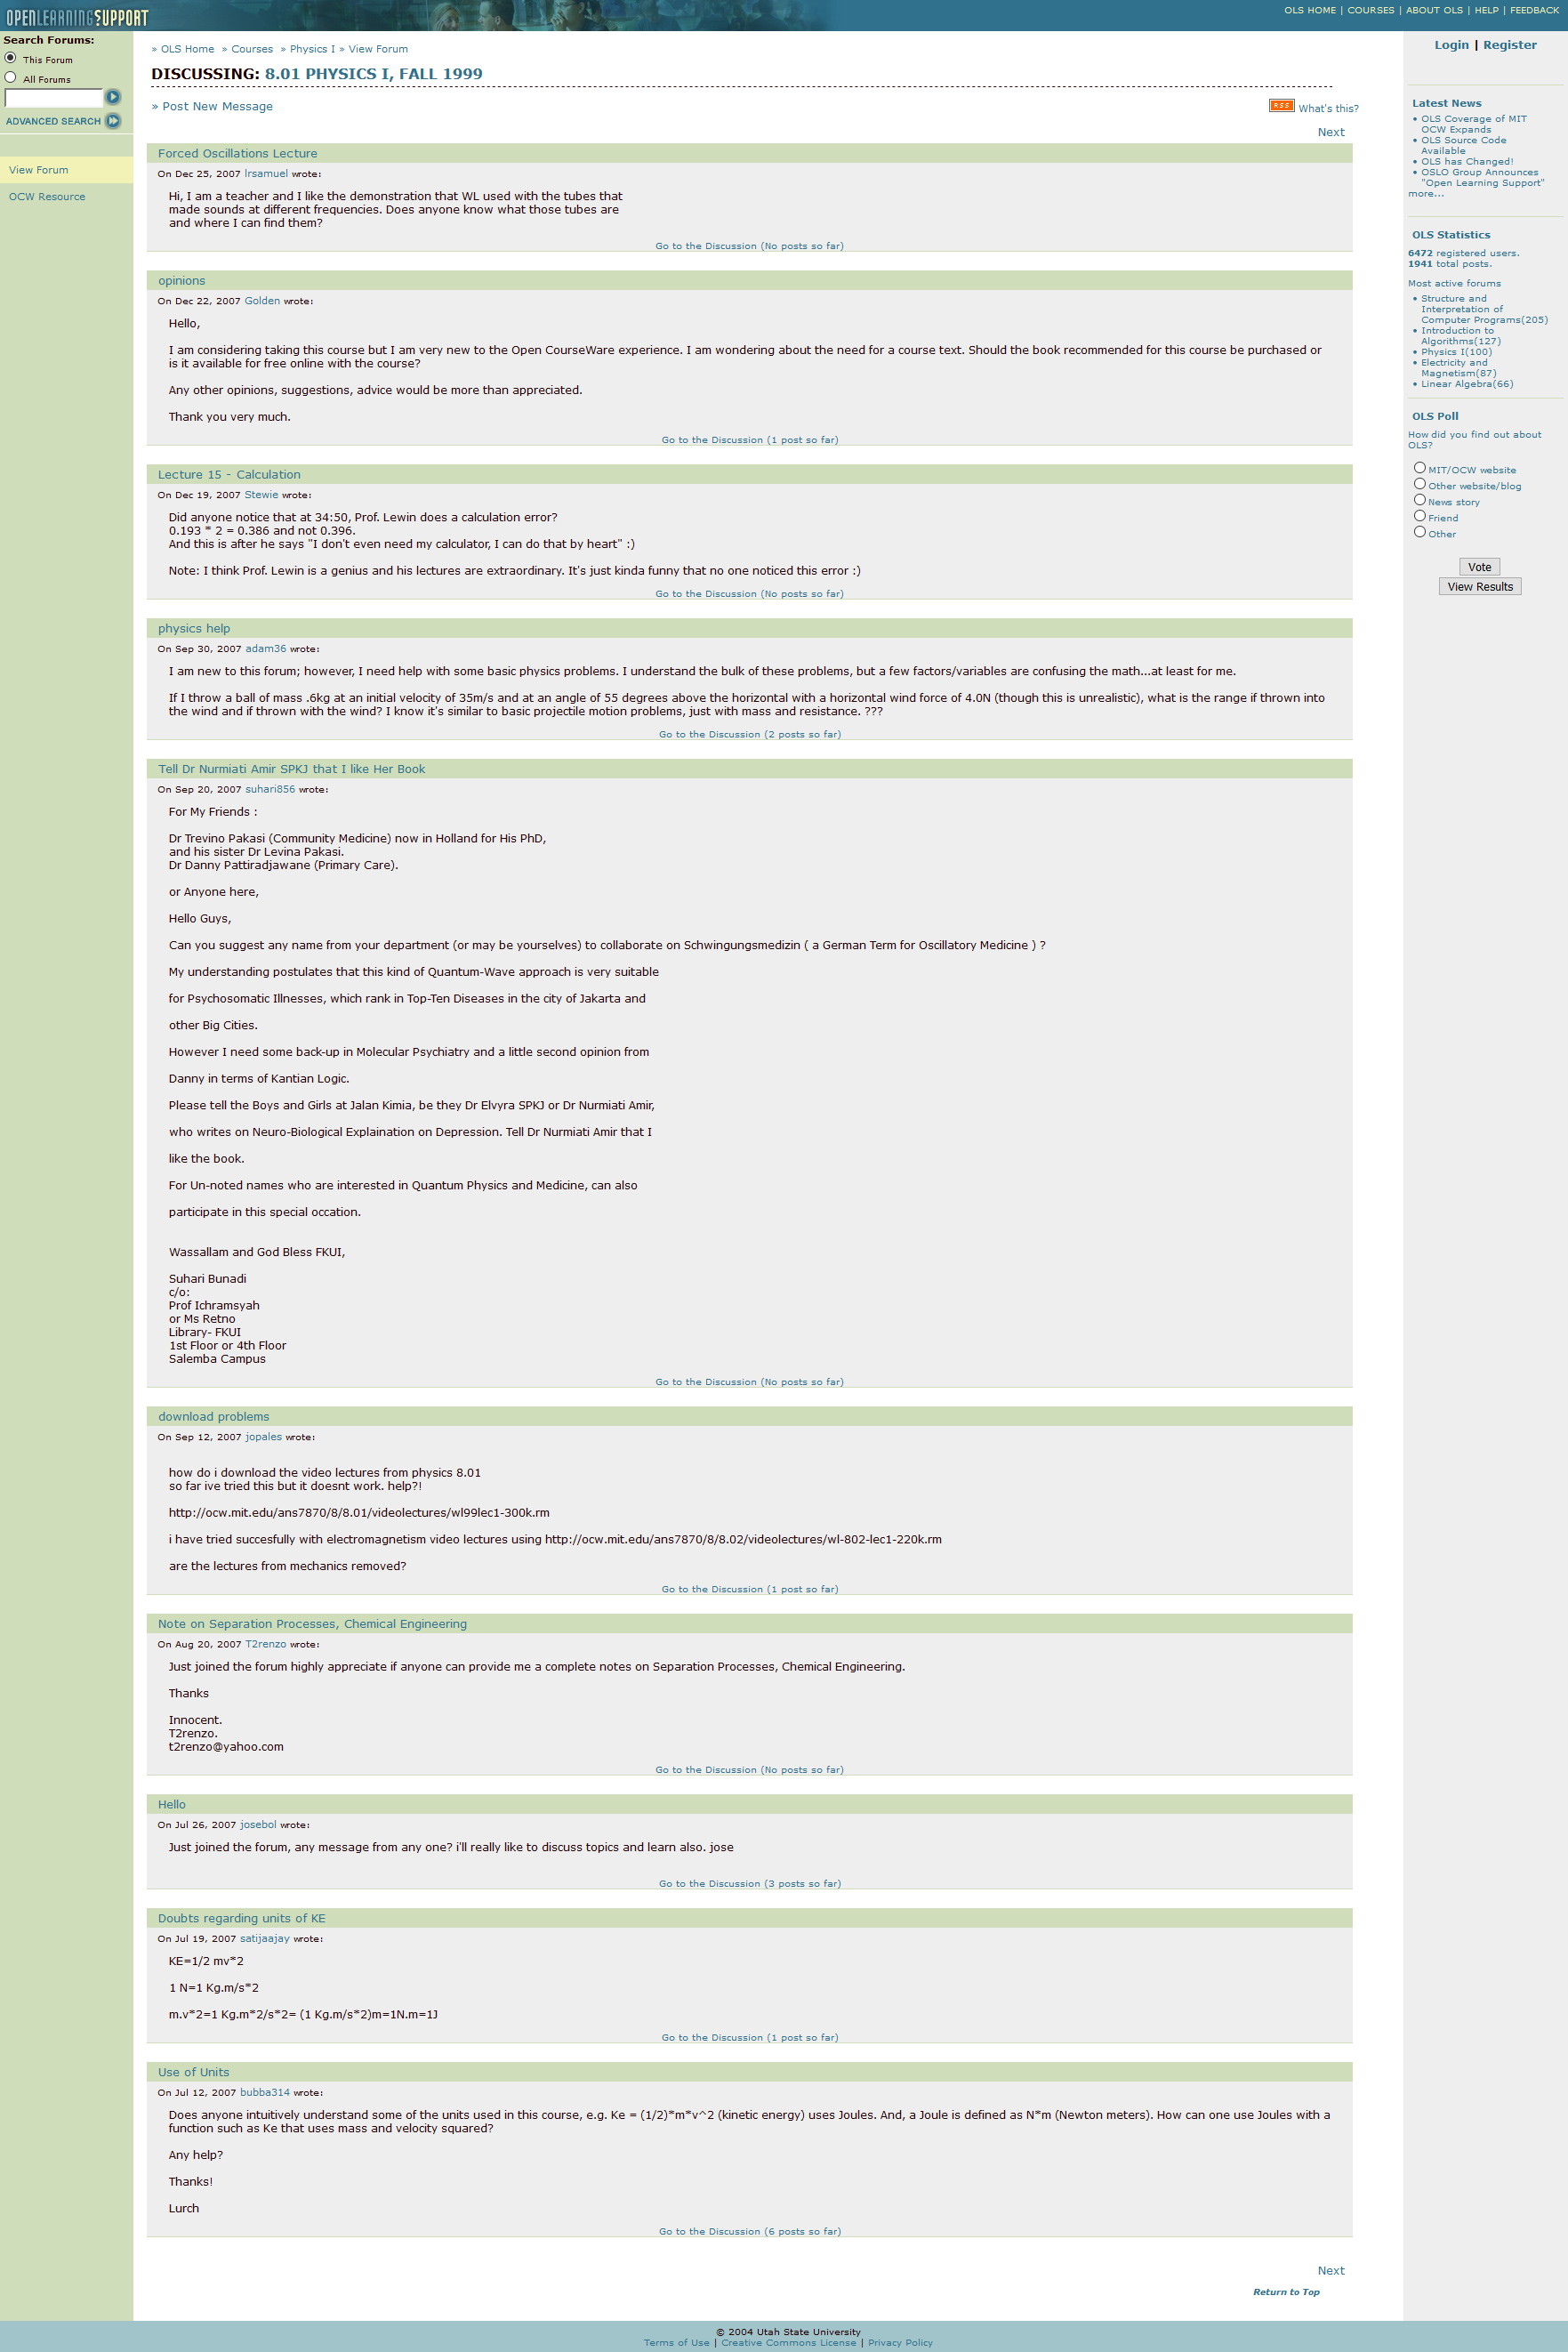 OPENLEARNINGSUPPORT
OLS HOME | COURSES | ABOUT OLS | HELP | FEEDBACK
Search Forums:
This Forum
All Forums
ADVANCED SEARCH
View Forum
OCW Resource
» OLS Home » Courses » Physics I » View Forum
DISCUSSING: 8.01 PHYSICS I, FALL 1999
» Post New Message
RSS What's this?
Next
Forced Oscillations Lecture
On Dec 25, 2007 lrsamuel wrote:
Hi, I am a teacher and I like the demonstration that WL used with the tubes that
made sounds at different frequencies. Does anyone know what those tubes are
and where I can find them?
Go to the Discussion (No posts so far)
opinions
On Dec 22, 2007 Golden wrote:
Hello,
I am considering taking this course but I am very new to the Open CourseWare experience. I am wondering about the need for a course text. Should the book recommended for this course be purchased or
is it available for free online with the course?
Any other opinions, suggestions, advice would be more than appreciated.
Thank you very much.
Go to the Discussion (1 post so far)
Lecture 15 - Calculation
On Dec 19, 2007 Stewie wrote:
Did anyone notice that at 34:50, Prof. Lewin does a calculation error?
0.193 * 2 = 0.386 and not 0.396.
And this is after he says "I don't even need my calculator, I can do that by heart" :)
Note: I think Prof. Lewin is a genius and his lectures are extraordinary. It's just kinda funny that no one noticed this error :)
Go to the Discussion (No posts so far)
physics help
On Sep 30, 2007 adam36 wrote:
I am new to this forum; however, I need help with some basic physics problems. I understand the bulk of these problems, but a few factors/variables are confusing the math...at least for me.
If I throw a ball of mass .6kg at an initial velocity of 35m/s and at an angle of 55 degrees above the horizontal with a horizontal wind force of 4.0N (though this is unrealistic), what is the range if thrown into
the wind and if thrown with the wind? I know it's similar to basic projectile motion problems, just with mass and resistance. ???
Go to the Discussion (2 posts so far)
Tell Dr Nurmiati Amir SPKJ that I like Her Book
On Sep 20, 2007 suhari856 wrote:
For My Friends :
Dr Trevino Pakasi (Community Medicine) now in Holland for His PhD,
and his sister Dr Levina Pakasi.
Dr Danny Pattiradjawane (Primary Care).
or Anyone here,
Hello Guys,
Can you suggest any name from your department (or may be yourselves) to collaborate on Schwingungsmedizin ( a German Term for Oscillatory Medicine ) ?
My understanding postulates that this kind of Quantum-Wave approach is very suitable
for Psychosomatic Illnesses, which rank in Top-Ten Diseases in the city of Jakarta and
other Big Cities.
However I need some back-up in Molecular Psychiatry and a little second opinion from
Danny in terms of Kantian Logic.
Please tell the Boys and Girls at Jalan Kimia, be they Dr Elvyra SPKJ or Dr Nurmiati Amir,
who writes on Neuro-Biological Explaination on Depression. Tell Dr Nurmiati Amir that I
like the book.
For Un-noted names who are interested in Quantum Physics and Medicine, can also
participate in this special occation.
Wassallam and God Bless FKUI,
Suhari Bunadi
c/o:
Prof Ichramsyah
or Ms Retno
Library- FKUI
1st Floor or 4th Floor
Salemba Campus
Go to the Discussion (No posts so far)
download problems
On Sep 12, 2007 jopales wrote:
how do i download the video lectures from physics 8.01
so far ive tried this but it doesnt work. help?!
http://ocw.mit.edu/ans7870/8/8.01/videolectures/wl99lec1-300k.rm
i have tried succesfully with electromagnetism video lectures using http://ocw.mit.edu/ans7870/8/8.02/videolectures/wl-802-lec1-220k.rm
are the lectures from mechanics removed?
Go to the Discussion (1 post so far)
Note on Separation Processes, Chemical Engineering
On Aug 20, 2007 T2renzo wrote:
Just joined the forum highly appreciate if anyone can provide me a complete notes on Separation Processes, Chemical Engineering.
Thanks
Innocent.
T2renzo.
t2renzo@yahoo.com
Go to the Discussion (No posts so far)
Hello
On Jul 26, 2007 josebol wrote:
Just joined the forum, any message from any one? i'll really like to discuss topics and learn also. jose
Go to the Discussion (3 posts so far)
Doubts regarding units of KE
On Jul 19, 2007 satijaajay wrote:
KE=1/2 mv*2
1 N=1 Kg.m/s*2
m.v*2=1 Kg.m*2/s*2= (1 Kg.m/s*2)m=1N.m=1J
Go to the Discussion (1 post so far)
Use of Units
On Jul 12, 2007 bubba314 wrote:
Does anyone intuitively understand some of the units used in this course, e.g. Ke = (1/2)*m*v^2 (kinetic energy) uses Joules. And, a Joule is defined as N*m (Newton meters). How can one use Joules with a
function such as Ke that uses mass and velocity squared?
Any help?
Thanks!
Lurch
Go to the Discussion (6 posts so far)
Next
Return to Top
Login | Register
Latest News
• OLS Coverage of MIT
OCW Expands
• OLS Source Code
Available
• OLS has Changed!
• OSLO Group Announces
"Open Learning Support"
more...
OLS Statistics
6472 registered users.
1941 total posts.
Most active forums
• Structure and
Interpretation of
Computer Programs(205)
• Introduction to
Algorithms(127)
• Physics I(100)
• Electricity and
Magnetism(87)
• Linear Algebra(66)
OLS Poll
How did you find out about
OLS?
MIT/OCW website
Other website/blog
News story
Friend
Other
Vote
View Results
© 2004 Utah State University
Terms of Use | Creative Commons License | Privacy Policy